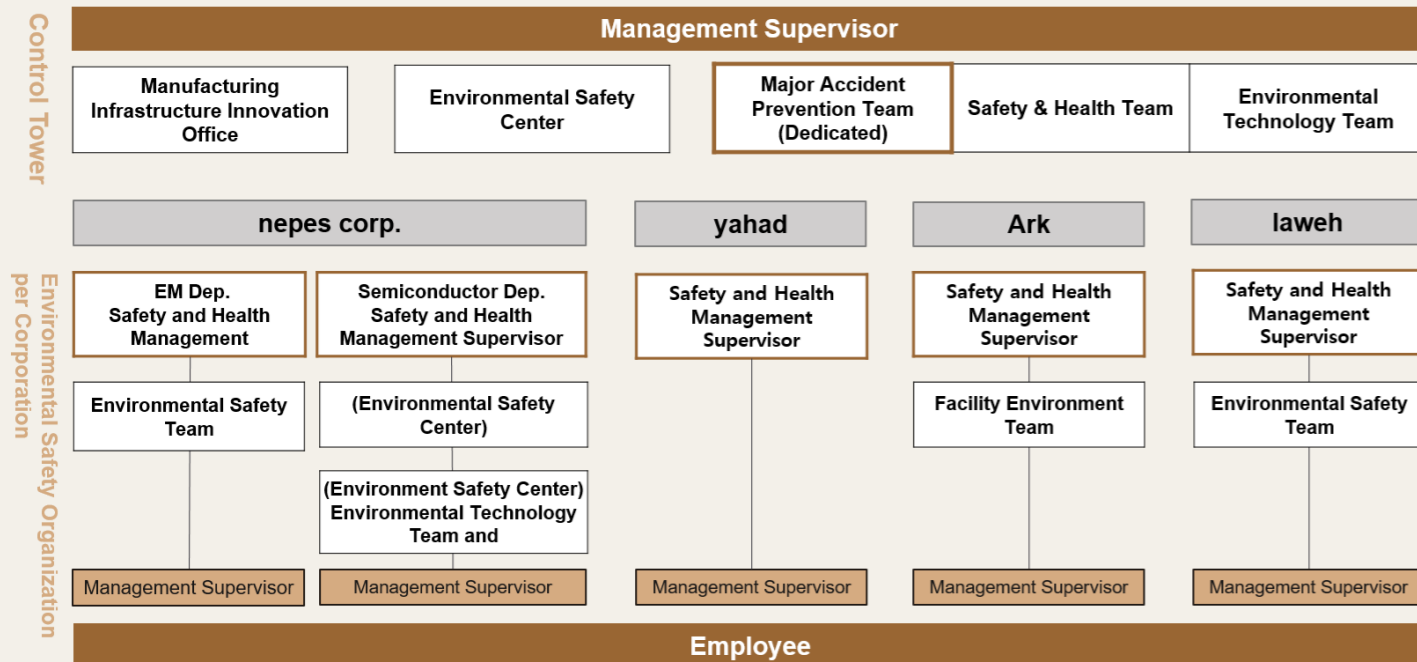 Control Tower
Management Supervisor
Manufacturing
Infrastructure Innovation
Office
Environmental Safety
Center
Major Accident
Prevention Team
(Dedicated)
Safety & Health Team
Environmental
Technology Team
Environmental Safety Organization
per Corporation
nepes corp.
yahad
Ark
laweh
EM Dep.
Safety and Health
Management
Semiconductor Dep.
Safety and Health
Management Supervisor
Safety and Health
Management
Supervisor
Safety and Health
Management
Supervisor
Safety and Health
Management
Supervisor
Environmental Safety
Team
(Environmental Safety
Center)
Facility Environment
Team
Environmental Safety
Team
(Environment Safety Center)
Environmental Technology
Team and
Management Supervisor
Management Supervisor
Management Supervisor
Management Supervisor
Management Supervisor
Employee